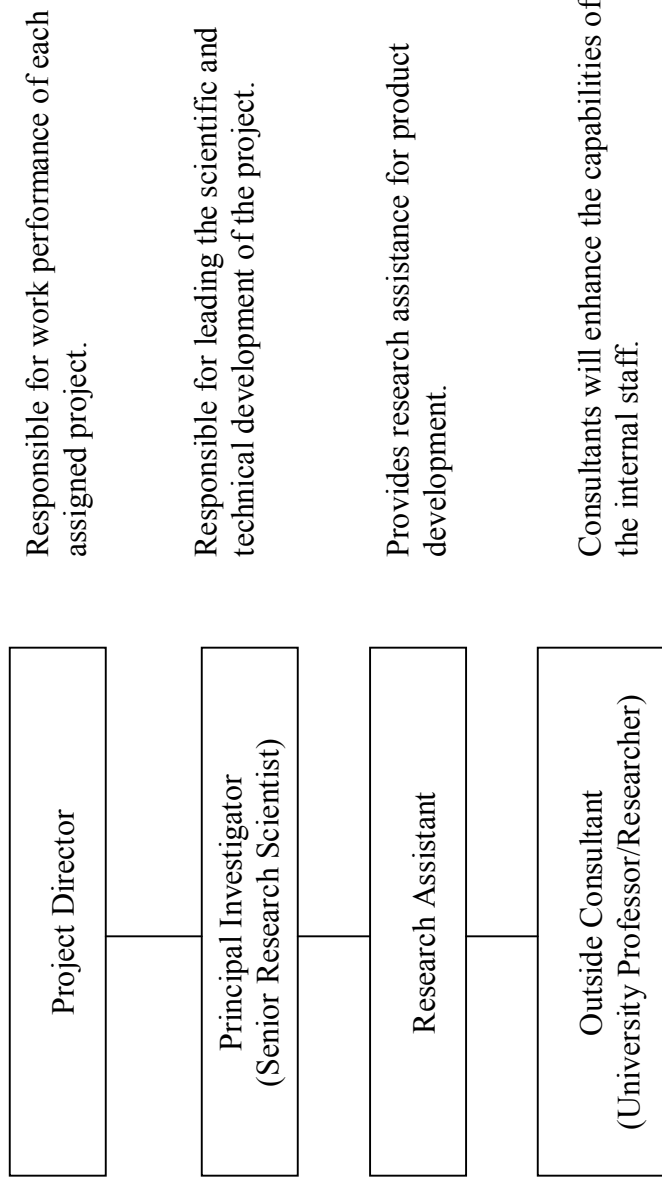 Project Director
Responsible for work performance of each
assigned project.
Principal Investigator
(Senior Research Scientist)
Responsible for leading the scientific and
technical development of the project.
Research Assistant
Provides research assistance for product
development.
Outside Consultant
(University Professor/Researcher)
Consultants will enhance the capabilities of
the internal staff.